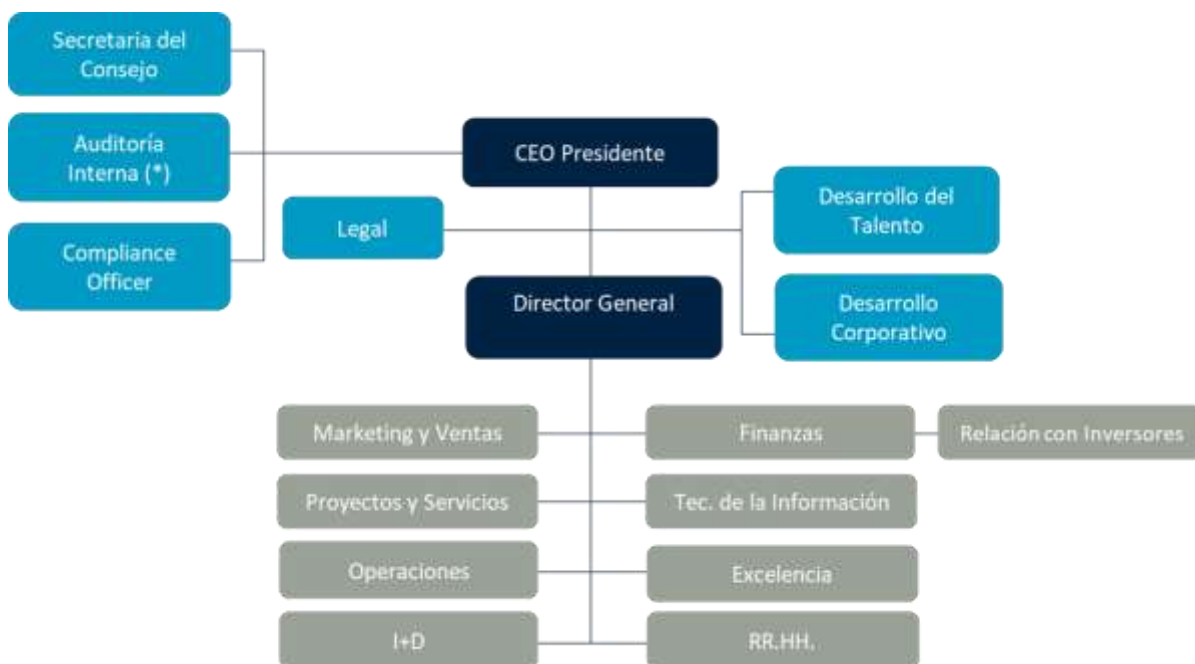 Secretaria del
Consejo
Auditoría
Interna (*)
Compliance
Officer
CEO Presidente
Legal
Desarrollo del
Talento
Director General
Desarrollo
Corporativo
Marketing y Ventas
Finanzas
Relación con Inversores
Proyectos y Servicios
Tec. de la Información
Operaciones
Excelencia
I+D
RR.HH.